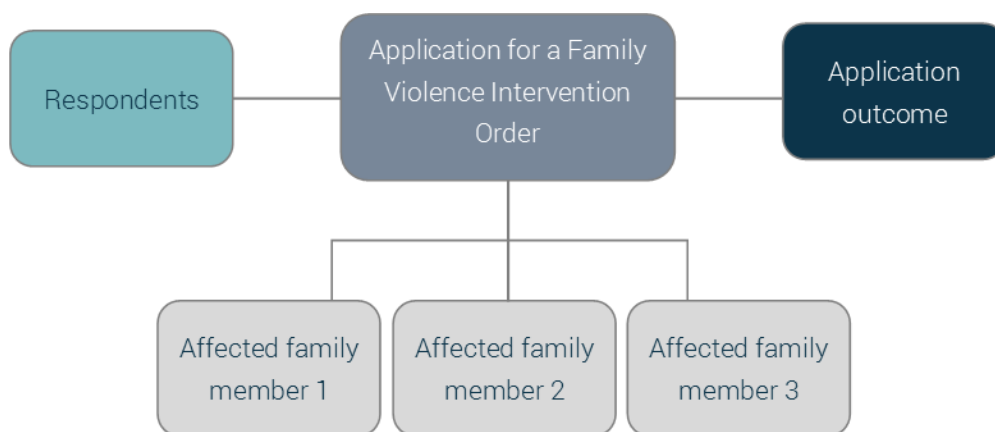 Respondents
Application for a Family
Violence Intervention
Order
Application
outcome
Affected family
member 1
Affected family
member 2
Affected family
member 3